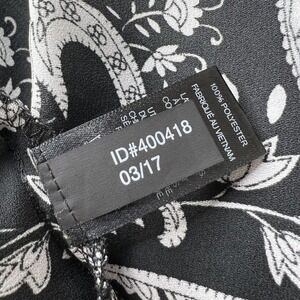 ID#400418
03/17
100% POLYESTER
FABRIQUÉ AU VIETNAM